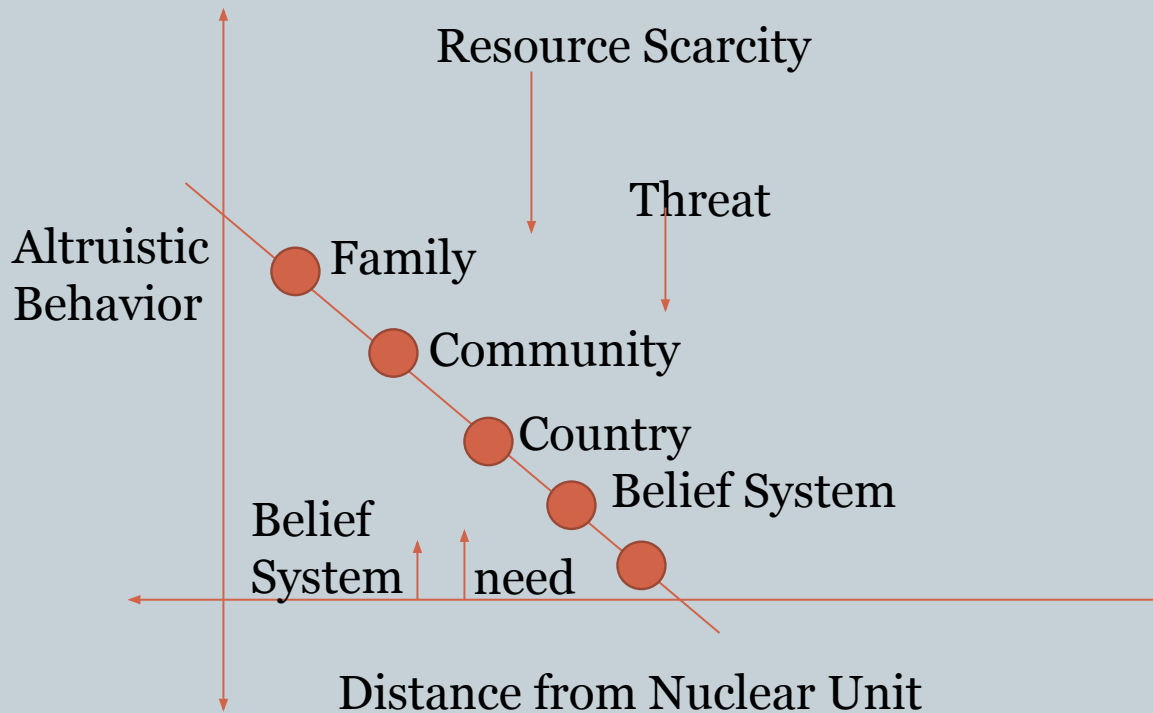 Resource Scarcity
Threat
Altruistic
Behavior
Family
Community
Country
Belief System
Belief
System
need
Distance from Nuclear Unit